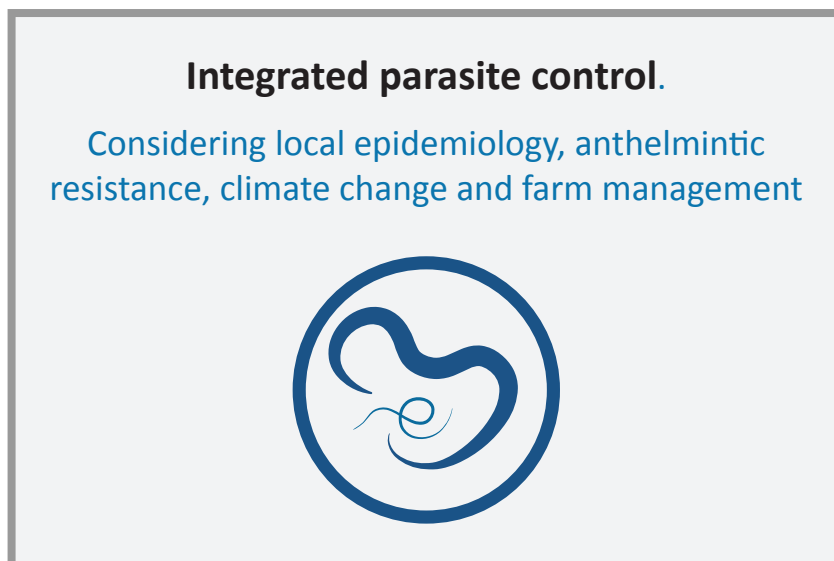 Integrated parasite control.
Considering local epidemiology, anthelmintic
resistance, climate change and farm management